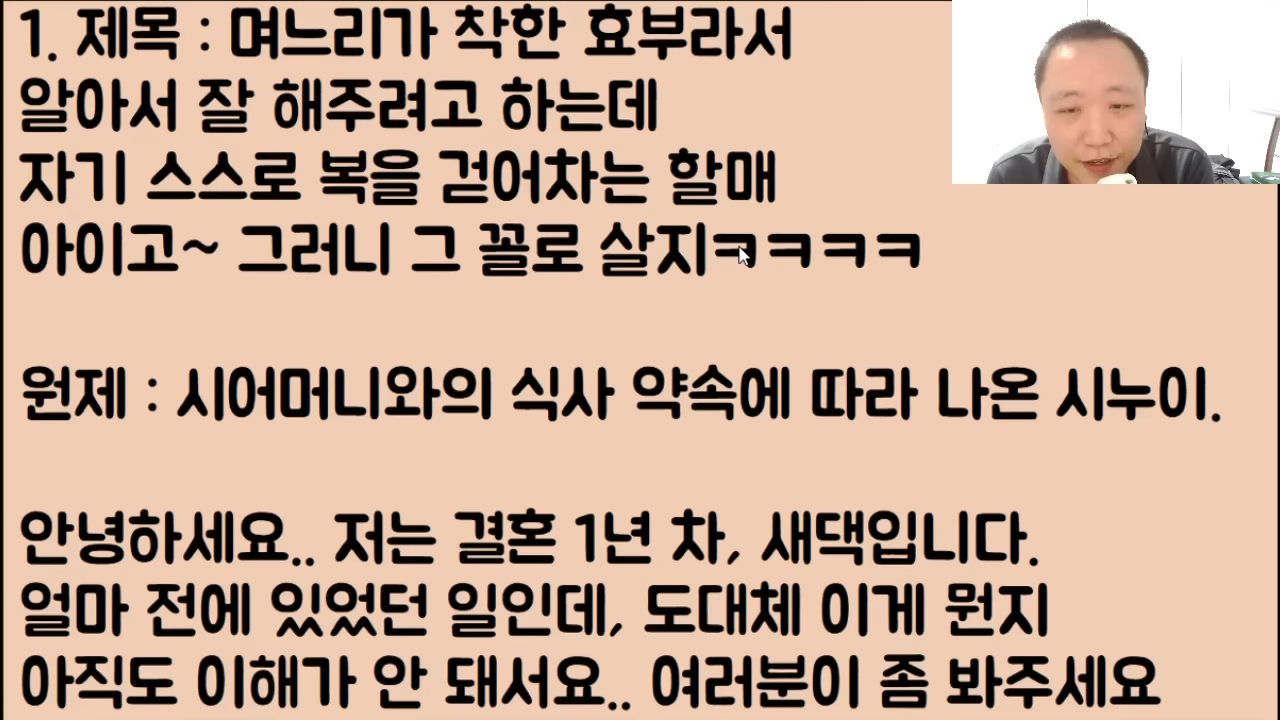 1. 제목 : 며느리가 착한 효부라서
알아서 잘 해주려고 하는데
자기 스스로 복을 걷어차는 할매
아이고~ 그러니 그 꼴로 살지ㅋㅋㅋㅋ
원제 : 시어머니와의 식사 약속에 따라 나온 시누이.
안녕하세요.. 저는 결혼 1년 차, 새댁입니다.
얼마 전에 있었던 일인데, 도대체 이게 뭔지
아직도 이해가 안 돼서요.. 여러분이 좀 봐주세요